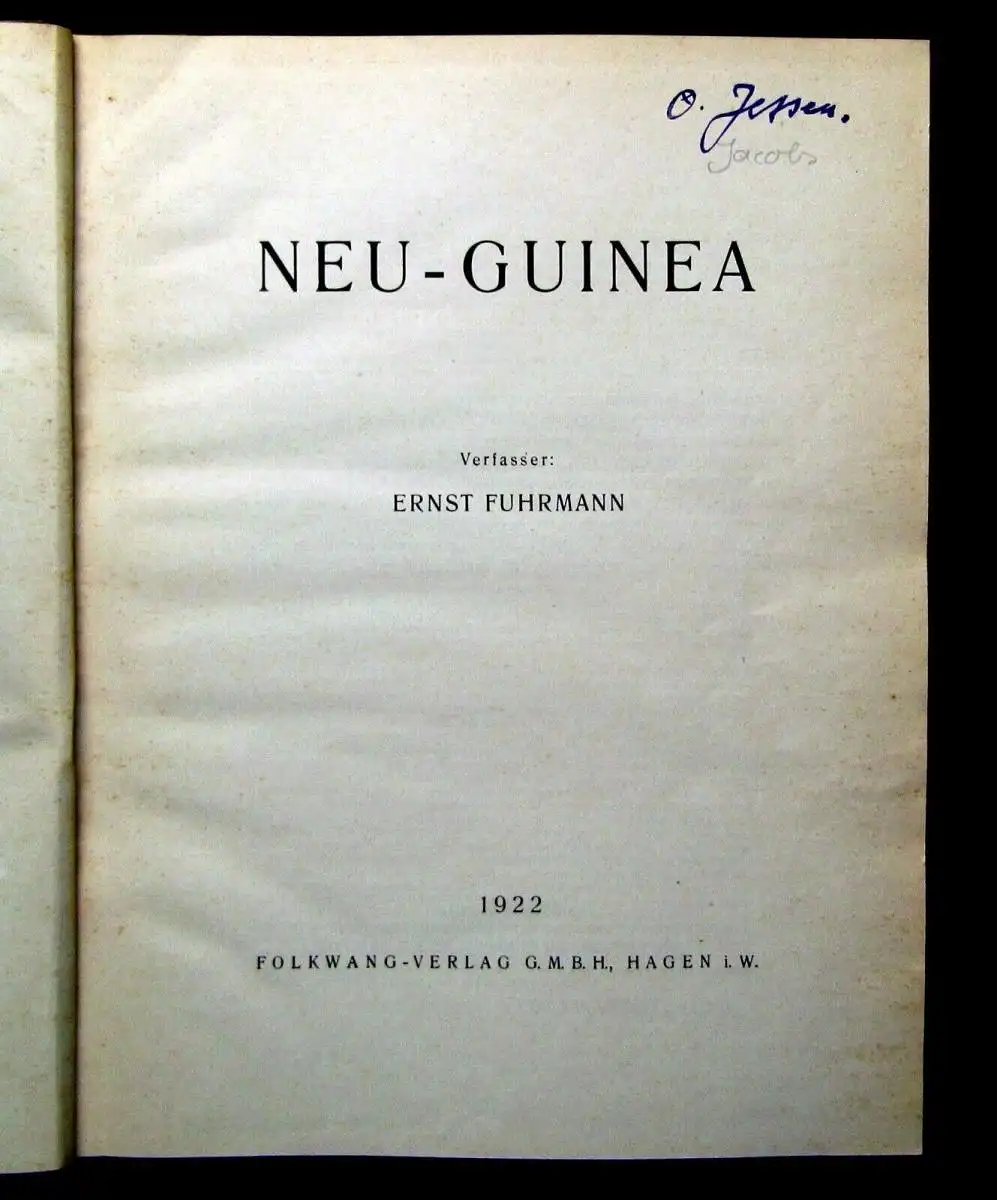 O. Jessen.
Jacobs
NEU-GUINEA
Verfasser:
ERNST FUHRMANN
1922
FOLKWANG-VERLAG G.M.B.H., HAGEN i.W.